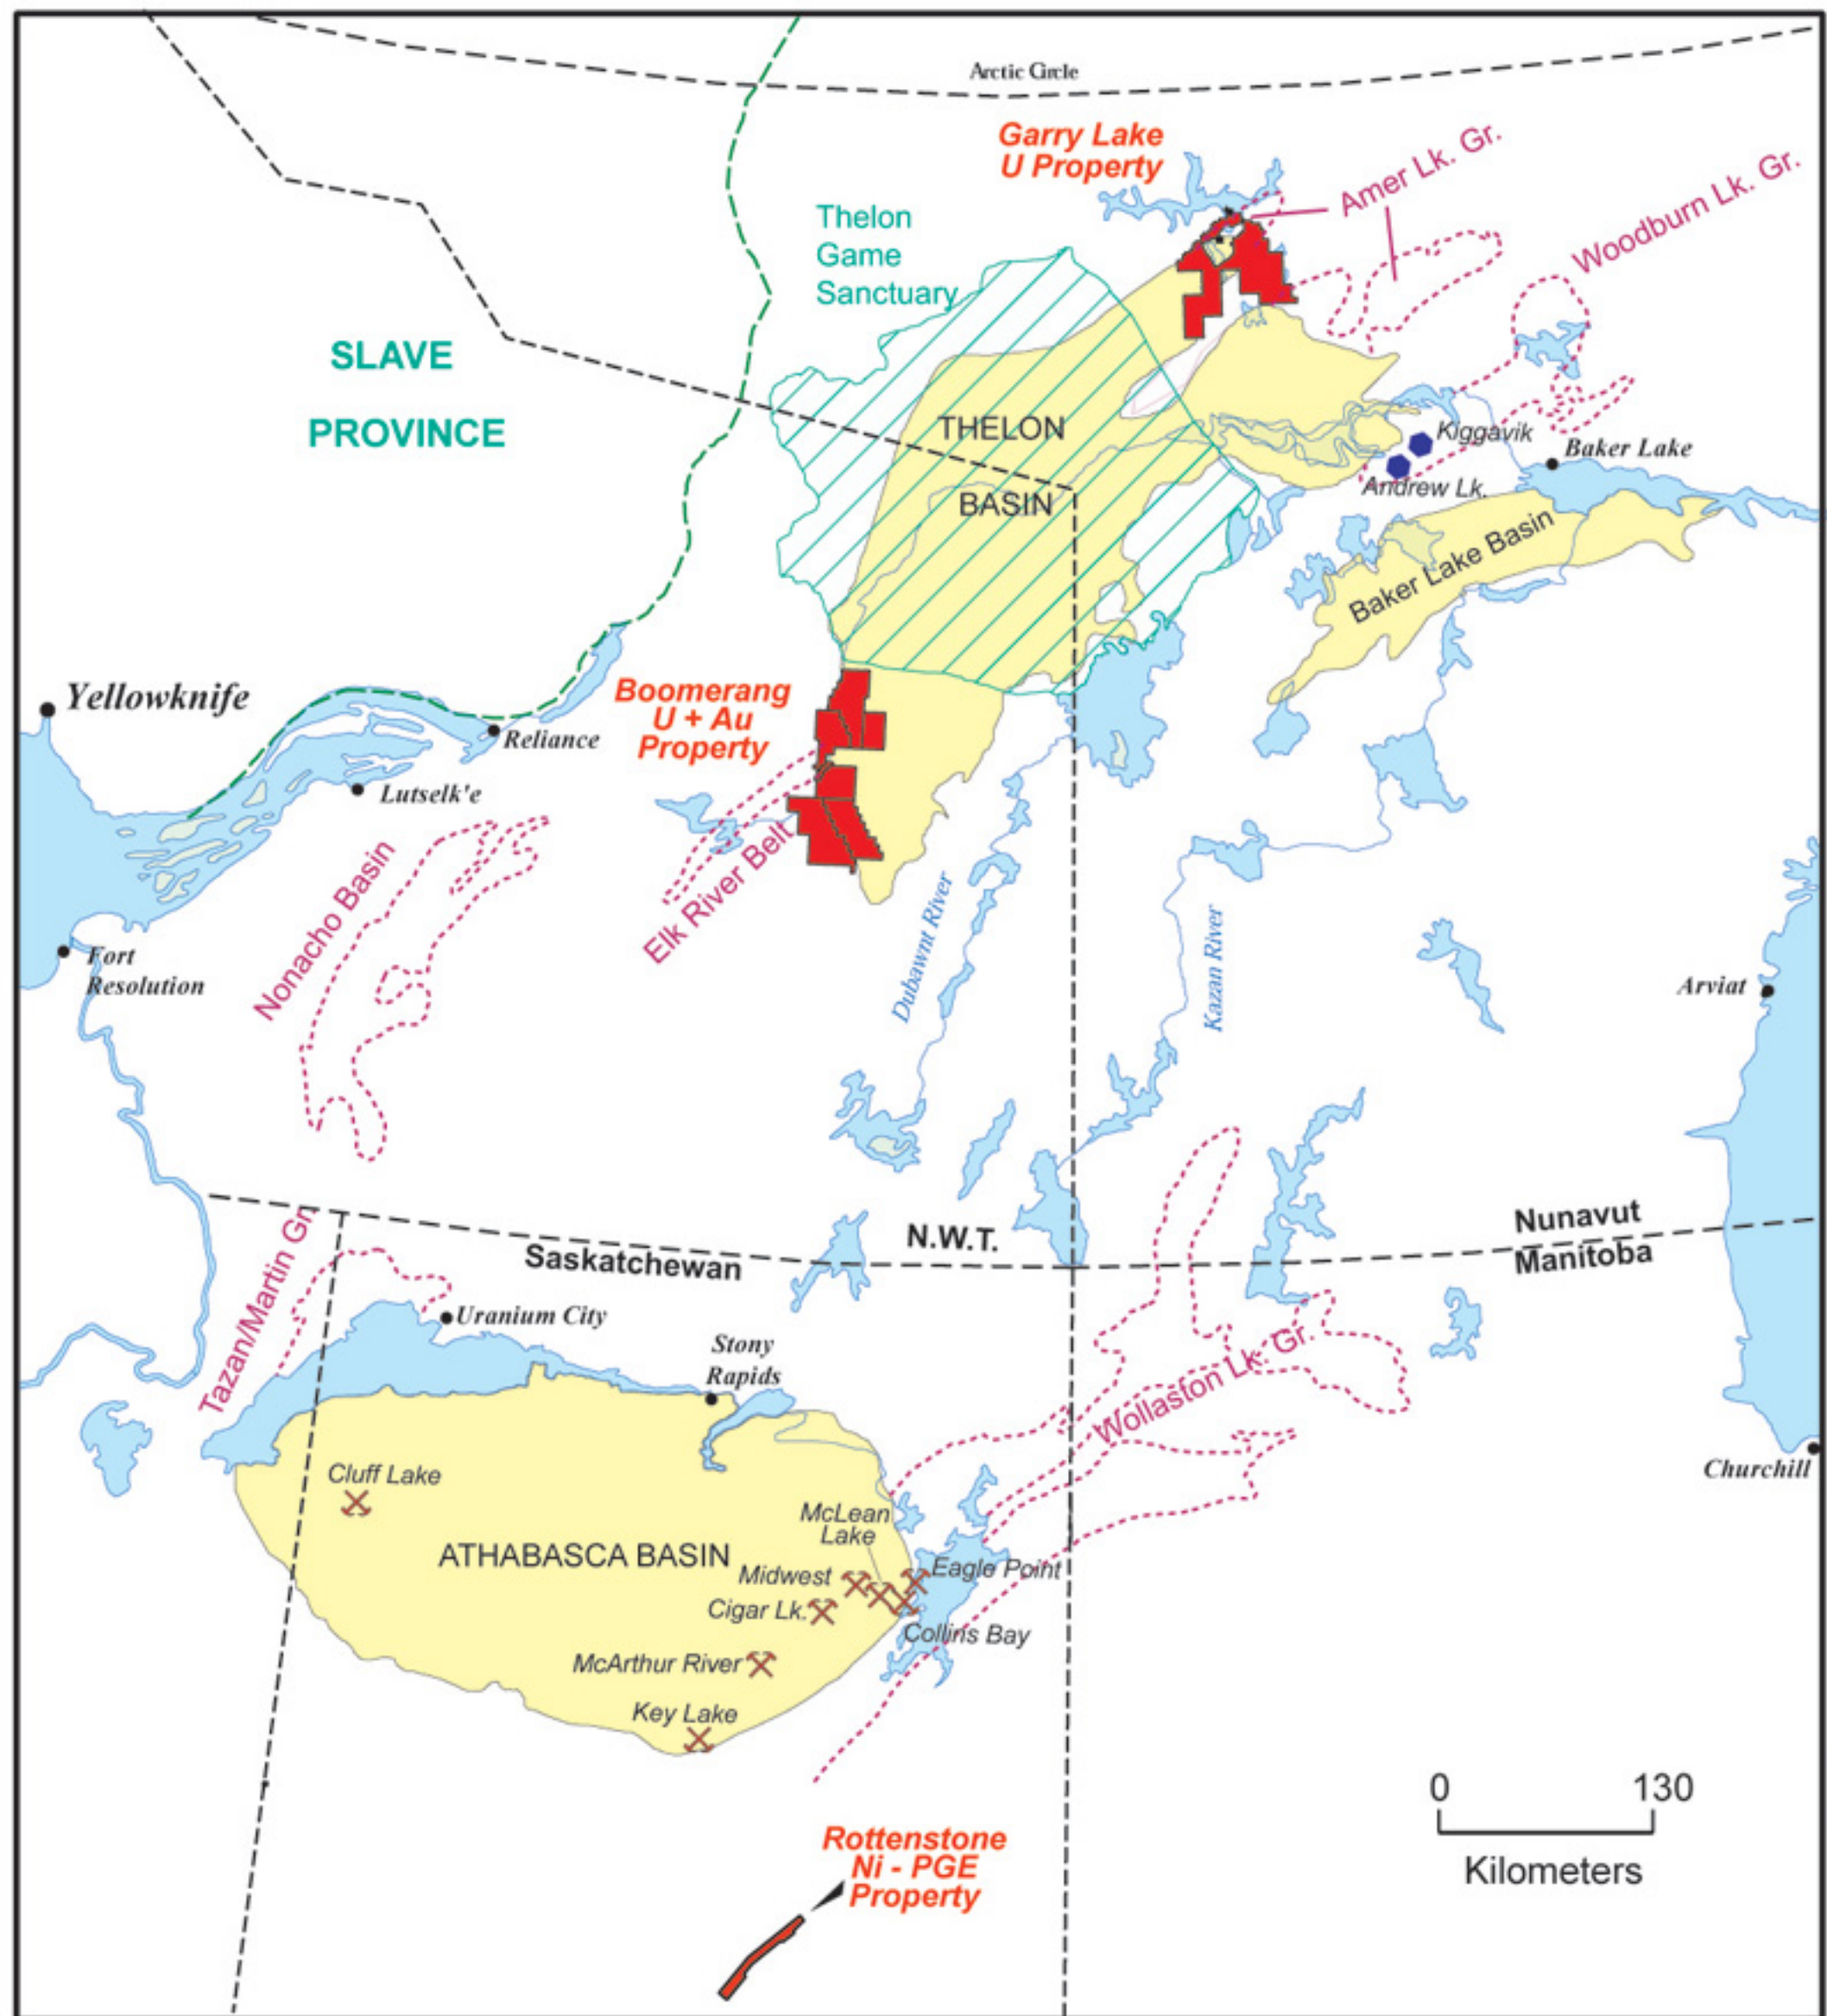 Arctic Circle
Garry Lake
U Property
Amer Lk. Gr.
Woodburn Lk. Gr.
Thelon
Game
Sanctuary
SLAVE
PROVINCE
THELON
BASIN
Kiggavik
Baker Lake
Andrew Lk.
Baker Lake Basin
Yellowknife
Boomerang
U + Au
Property
Reliance
Lutselk'e
Nonacho Basin
Elk River Belt
Dubawnt River
Kazan River
Fort
Resolution
Arviat
N.W.T.
Nunavut
Saskatchewan
Manitoba
Tazan/Martin Gr.
Uranium City
Stony
Rapids
Wollaston Lk. Gr.
Churchill
Cluff Lake
McLean
Lake
ATHABASCA BASIN
Midwest
Eagle Point
Cigar Lk.
Collins Bay
McArthur River
Key Lake
0 130
Kilometers
Rottenstone
Ni - PGE
Property